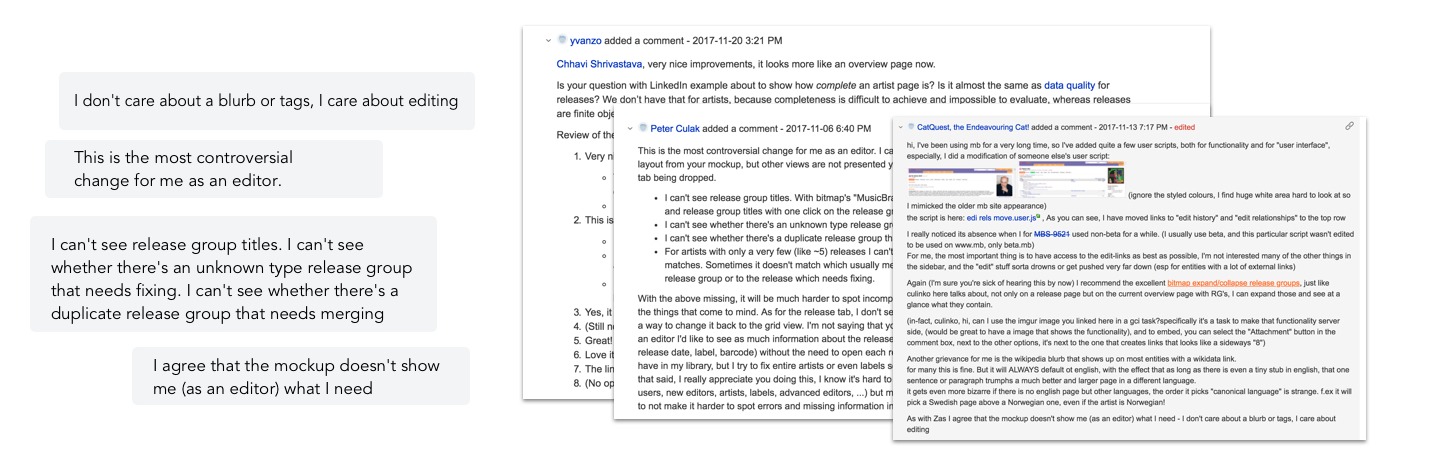 I don't care about a blurb or tags, I care about editing
This is the most controversial
change for me as an editor.
I can't see release group titles. I can't see
whether there's an unknown type release group
that needs fixing. I can't see whether there's a
duplicate release group that needs merging
I agree that the mockup doesn't show
me (as an editor) what I need
yvanzo added a comment - 2017-11-20 3:21 PM
Chhavi Shrivastava, very nice improvements, it looks more like an overview page now.
Is your question with LinkedIn example about to show how complete an artist page is? Is it almost the same as data quality for
releases? We don't have that for artists, because completeness is difficult to achieve and impossible to evaluate, whereas releases
are finite obje
Review of the
1. Very n
2. This is
3. Yes, it
4. (Still n
5. Great!
6. Love it
7. The lin
8. (No op
Peter Culak added a comment - 2017-11-06 6:40 PM
This is the most controversial change for me as an editor. I ca
layout from your mockup, but other views are not presented y
tab being dropped.
• I can't see release group titles. With bitmap's "MusicBra
and release group titles with one click on the release gr
• I can't see whether there's an unknown type release gr
• I can't see whether there's a duplicate release group th
• For artists with only a very few (like ~5) releases I can't
matches. Sometimes it doesn't match which usually me
release group or to the release which needs fixing.
With the above missing, it will be much harder to spot incomp
the things that come to mind. As for the release tab, I don't se
a way to change it back to the grid view. I'm not saying that yo
an editor I'd like to see as much information about the release
release date, label, barcode) without the need to open each r
have in my library, but I try to fix entire artists or even labels s
that said, I really appreciate you doing this, I know it's hard to
users, new editors, artists, labels, advanced editors, ...) but m
to not make it harder to spot errors and missing information in
CatQuest, the Endeavouring Cat! added a comment - 2017-11-13 7:17 PM - edited
hi, I've been using mb for a very long time, so I've added quite a few user scripts, both for functionality and for "user interface",
especially, I did a modification of someone else's user script:
(ignore the styled colours, I find huge white area hard to look at so
I mimicked the older mb site appearance)
the script is here: edi rels move.user.js , As you can see, I have moved links to "edit history" and "edit relationships" to the top row
I really noticed its absence when I for MBS-9521 used non-beta for a while. (I usually use beta, and this particular script wasn't edited
to be used on www.mb, only beta.mb)
For me, the most important thing is to have access to the edit-links as best as possible, I'm not interested many of the other things in
the sidebar, and the "edit" stuff sorta drowns or get pushed very far down (esp for entities with a lot of external links)
Again (I'm sure you're sick of hearing this by now) I recommend the excellent bitmap expand/collapse release groups, just like
culinko here talks about, not only on a release page but on the current overview page with RG's, I can expand those and see at a
glance what they contain.
(in-fact, culinko, hi, can I use the imgur image you linked here in a gci task?specifically it's a task to make that functionality server
side, (would be great to have a image that shows the functionality), and to embed, you can select the "Attachment" button in the
comment box, next to the other options, it's next to the one that creates links that looks like a sideways "8")
Another grievance for me is the wikipedia blurb that shows up on most entities with a wikidata link.
for many this is fine. But it will ALWAYS default ot english, with the effect that as long as there is even a tiny stub in english, that one
sentence or paragraph trumphs a much better and larger page in a different language.
it gets even more bizarre if there is no english page but other languages, the order it picks "canonical language" is strange. f.ex it will
pick a Swedish page above a Norwegian one, even if the artist is Norwegian!
As with Zas I agree that the mockup doesn't show me (as an editor) what I need - I don't care about a blurb or tags, I care about
editing